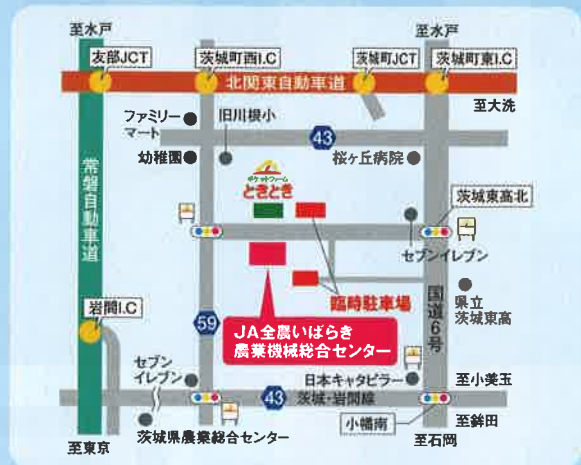 至水戸
至水戸
友部JCT
茨城町西I.C
茨城町JCT
茨城町東I.C
北関東自動車道
至大洗
ファミリー
マート
旧川根小
43
幼稚園
桜ヶ丘病院
常磐自動車道
ポケットファーム
どきどき
茨城東高北
セブンイレブン
臨時駐車場
県立
茨城東高
国道6号
岩間I.C
59
JA全農いばらき
農業機械総合センター
セブン
イレブン
日本キャタピラー
至小美玉
43
茨城・岩間線
小幡南
至鉾田
茨城県農業総合センター
至東京
至石岡